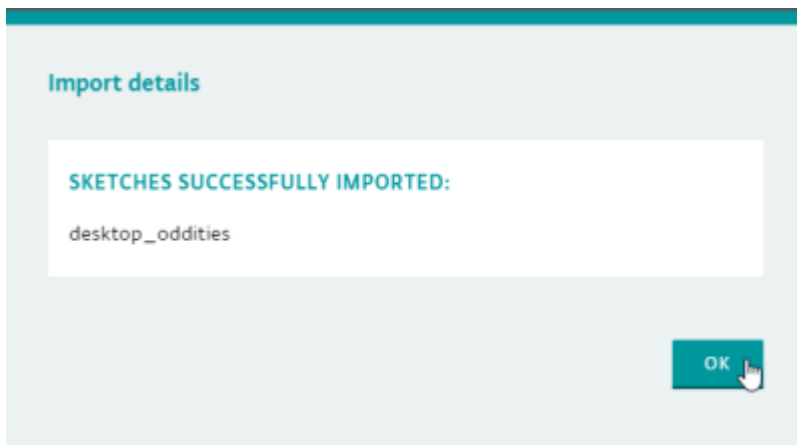 Import details
SKETCHES SUCCESSFULLY IMPORTED:
desktop_oddities
OK